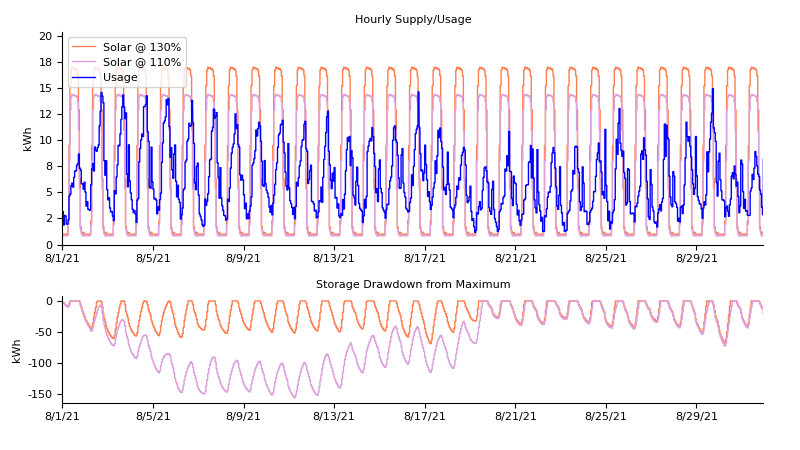 Hourly Supply/Usage
20
18
15
12
10
8
5
2
0
kWh
Solar @ 130%
Solar @ 110%
Usage
8/1/21 8/5/21 8/9/21 8/13/21 8/17/21 8/21/21 8/25/21 8/29/21
Storage Drawdown from Maximum
0
-50
-100
-150
kWh
8/1/21 8/5/21 8/9/21 8/13/21 8/17/21 8/21/21 8/25/21 8/29/21